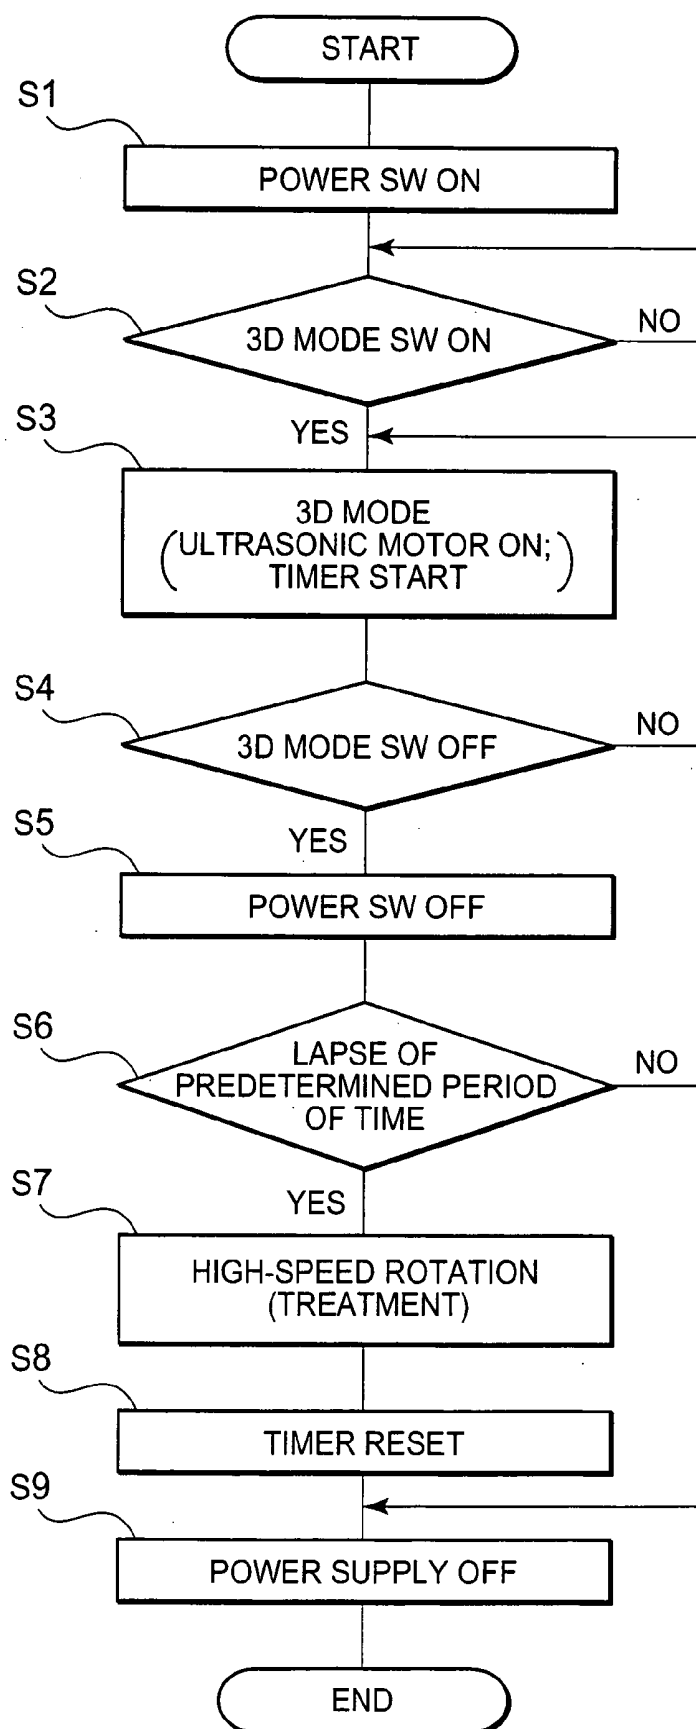 START
S1
POWER SW ON
S2
3D MODE SW ON
NO
YES
S3
3D MODE
(ULTRASONIC MOTOR ON;
TIMER START)
S4
3D MODE SW OFF
NO
YES
S5
POWER SW OFF
S6
LAPSE OF
PREDETERMINED PERIOD
OF TIME
NO
YES
S7
HIGH-SPEED ROTATION
(TREATMENT)
S8
TIMER RESET
S9
POWER SUPPLY OFF
END